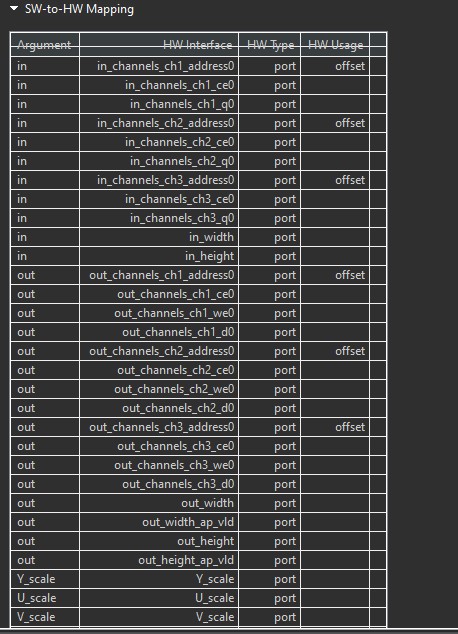 SW-to-HW Mapping
Argument HW Interface HW Type HW Usage
in in_channels_ch1_address0 port offset
in in_channels_ch1_ce0 port
in in_channels_ch1_q0 port
in in_channels_ch2_address0 port offset
in in_channels_ch2_ce0 port
in in_channels_ch2_q0 port
in in_channels_ch3_address0 port offset
in in_channels_ch3_ce0 port
in in_channels_ch3_q0 port
in in_width port
in in_height port
out out_channels_ch1_address0 port offset
out out_channels_ch1_ce0 port
out out_channels_ch1_we0 port
out out_channels_ch1_d0 port
out out_channels_ch2_address0 port offset
out out_channels_ch2_ce0 port
out out_channels_ch2_we0 port
out out_channels_ch2_d0 port
out out_channels_ch3_address0 port offset
out out_channels_ch3_ce0 port
out out_channels_ch3_we0 port
out out_channels_ch3_d0 port
out out_width port
out out_width_ap_vld port
out out_height port
out out_height_ap_vld port
Y_scale Y_scale port
U_scale U_scale port
V_scale V_scale port